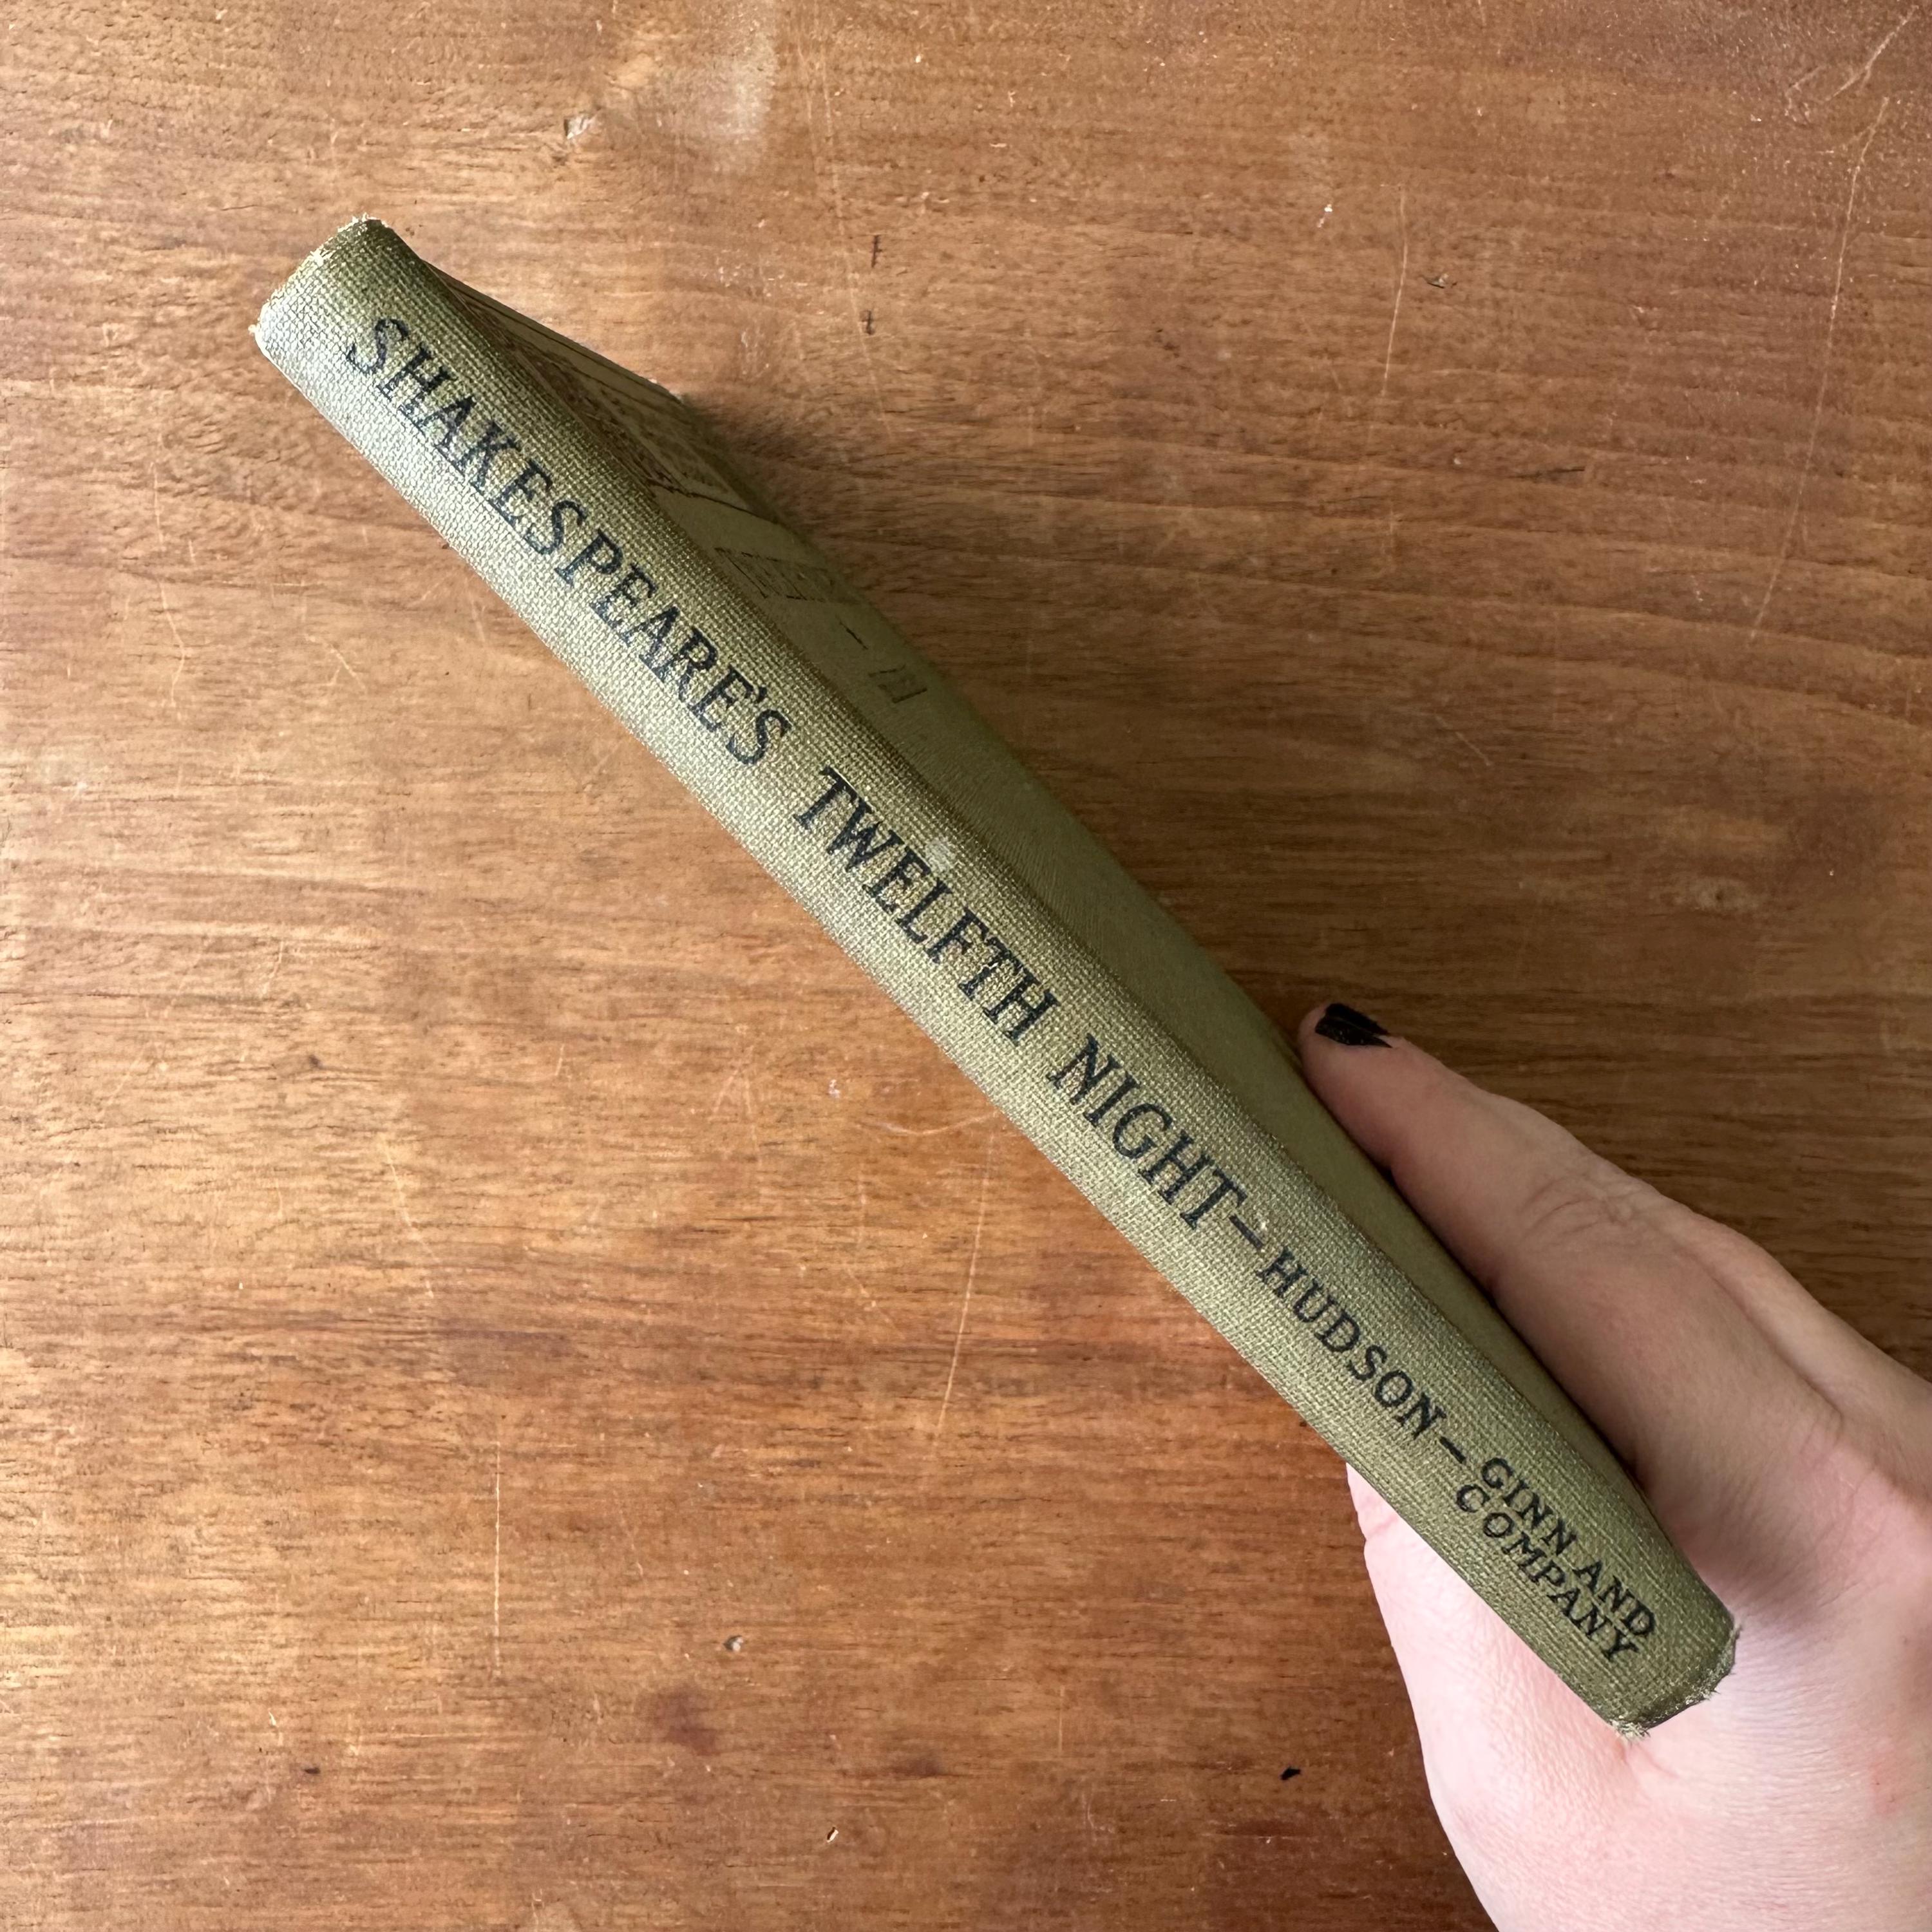 SHAKESPEARE'S TWELFTH NIGHT—HUDSON—GINN AND
COMPANY